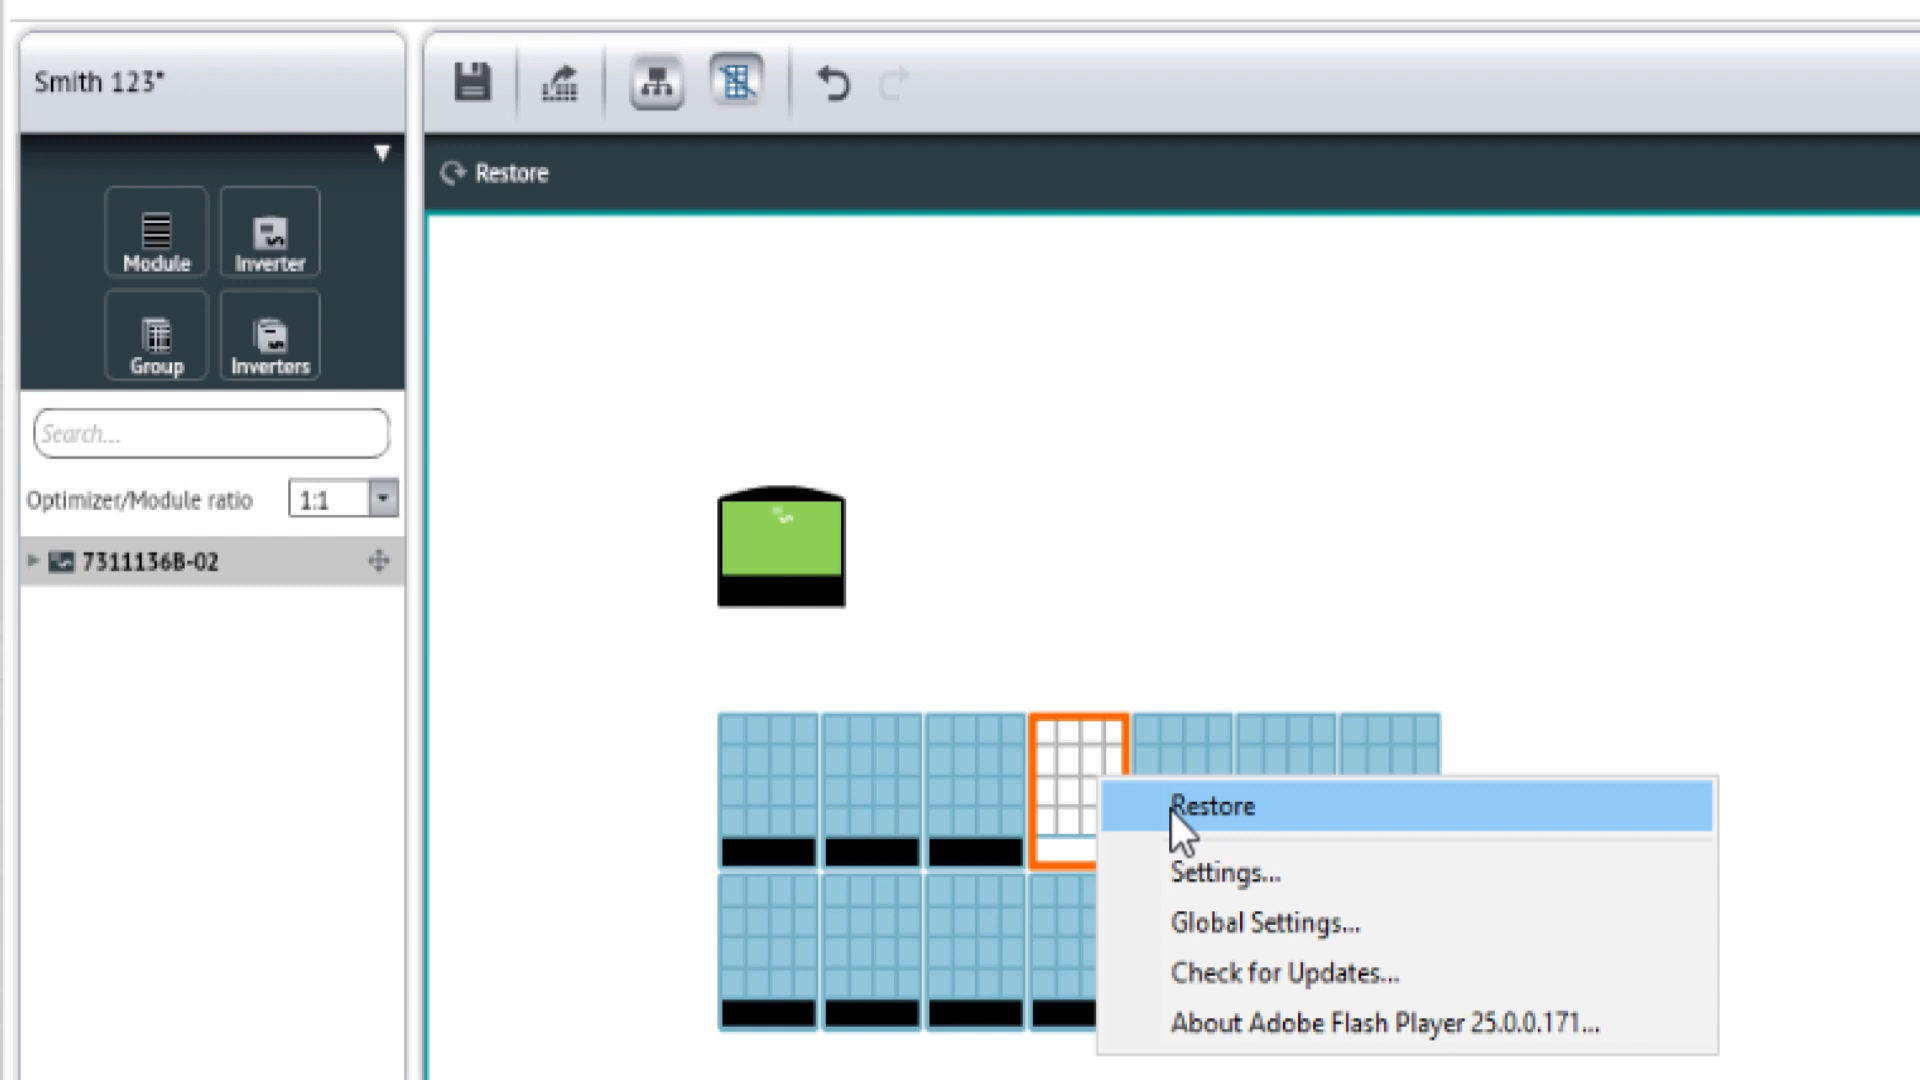 Smith 123*
Restore
Module
Inverter
Group
Inverters
Search...
Optimizer/Module ratio
1:1
7311136B-02
Restore
Settings...
Global Settings...
Check for Updates...
About Adobe Flash Player 25.0.0.171...